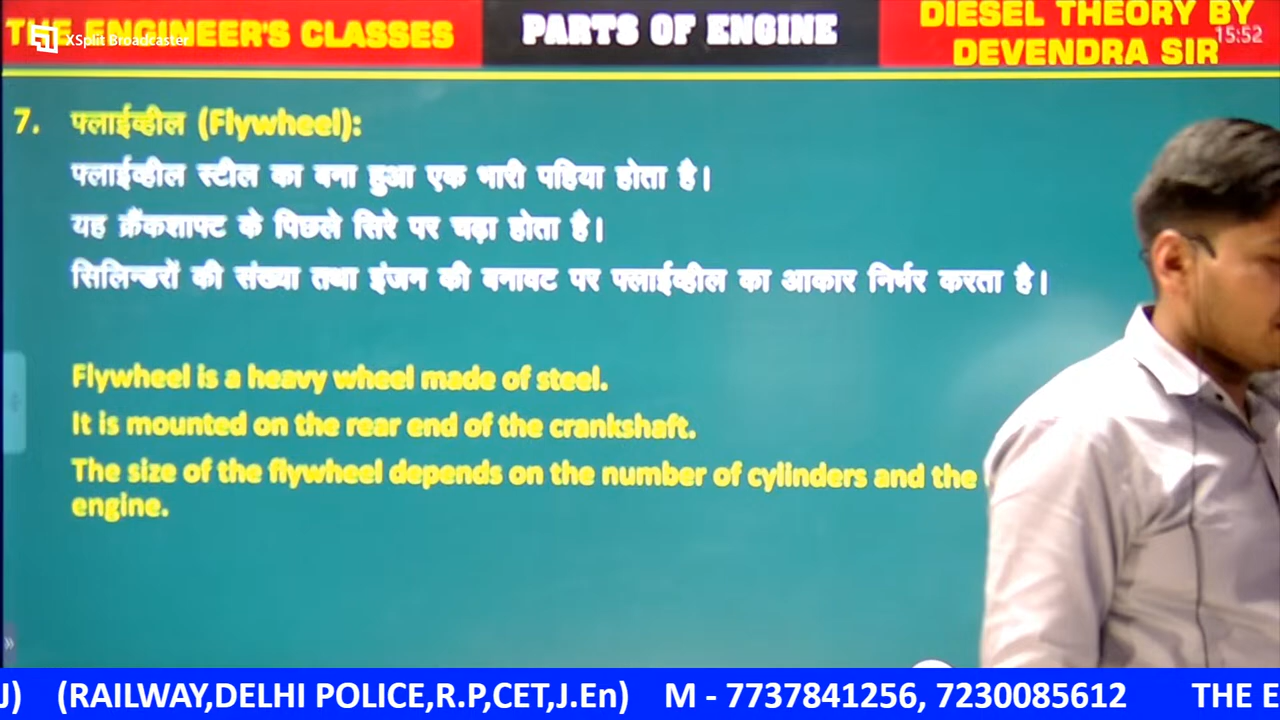 THE ENGINEER'S CLASSES
XSplit Broadcaster
PARTS OF ENGINE
DIESEL THEORY BY
DEVENDRA SIR
15:52
7. फ्लाईव्हील (Flywheel):
फ्लाईव्हील स्टील का बना हुआ एक भारी पहिया होता है।
यह क्रैंकशाफ्ट के पिछले सिरे पर चढ़ा होता है।
सिलिन्डरों की संख्या तथा इंजन की बनावट पर फ्लाईव्हील का आकार निर्भर करता है।
Flywheel is a heavy wheel made of steel.
It is mounted on the rear end of the crankshaft.
The size of the flywheel depends on the number of cylinders and the
engine.
J) (RAILWAY,DELHI POLICE,R.P,CET,J.En) M - 7737841256, 7230085612 THE E